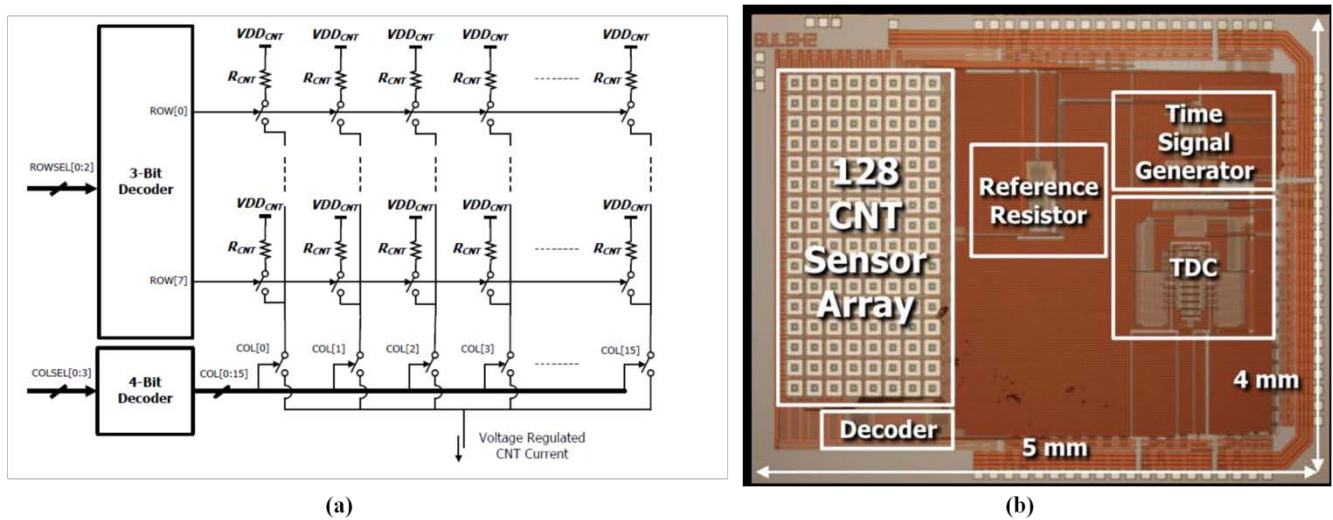 VDDCNT VDDCNT VDDCNT VDDCNT VDDCNT
RCNT RCNT RCNT RCNT RCNT
ROW[0]
ROWSEL[0:2]
3-Bit
Decoder
VDDCNT VDDCNT VDDCNT VDDCNT VDDCNT
RCNT RCNT RCNT RCNT RCNT
ROW[7]
COL[0] COL[1] COL[2] COL[3] COL[15]
COLSEL[0:3]
4-Bit
Decoder
COL[0:15]
Voltage Regulated
CNT Current
(a)
128
CNT
Sensor
Array
Reference
Resistor
Time
Signal
Generator
TDC
Decoder
4 mm
5 mm
(b)